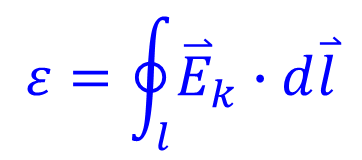 ε = ∮_l E⃗_k · dl⃗